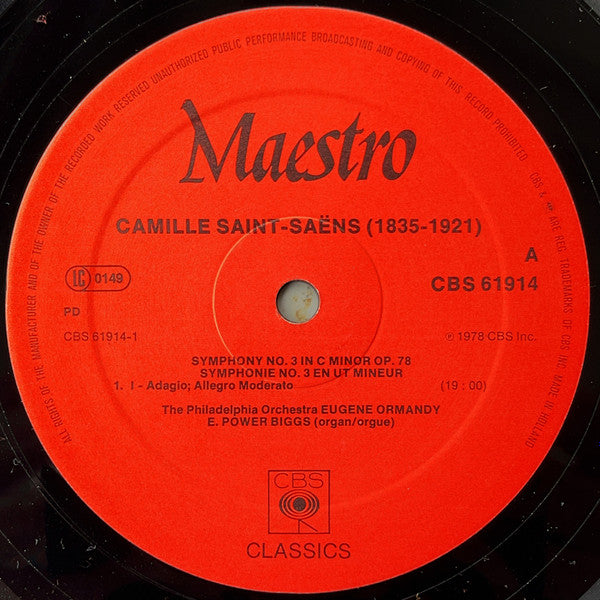 ALL RIGHTS OF THE MANUFACTURER AND OF THE OWNER OF THE RECORDED WORK RESERVED UNAUTHORIZED PUBLIC PERFORMANCE BROADCASTING AND COPYING OF THIS RECORD PROHIBITED CBS & ARE REG. TRADEMARKS OF CBS INC. MADE IN HOLLAND
Maestro
CAMILLE SAINT-SAËNS (1835-1921)
A
CBS 61914
LC 0149
PD
CBS 61914-1
℗ 1978 CBS Inc.
SYMPHONY NO. 3 IN C MINOR OP. 78
SYMPHONIE NO. 3 EN UT MINEUR
1. I - Adagio; Allegro Moderato (19 : 00)
The Philadelphia Orchestra EUGENE ORMANDY
E. POWER BIGGS (organ/orgue)
CBS
CLASSICS